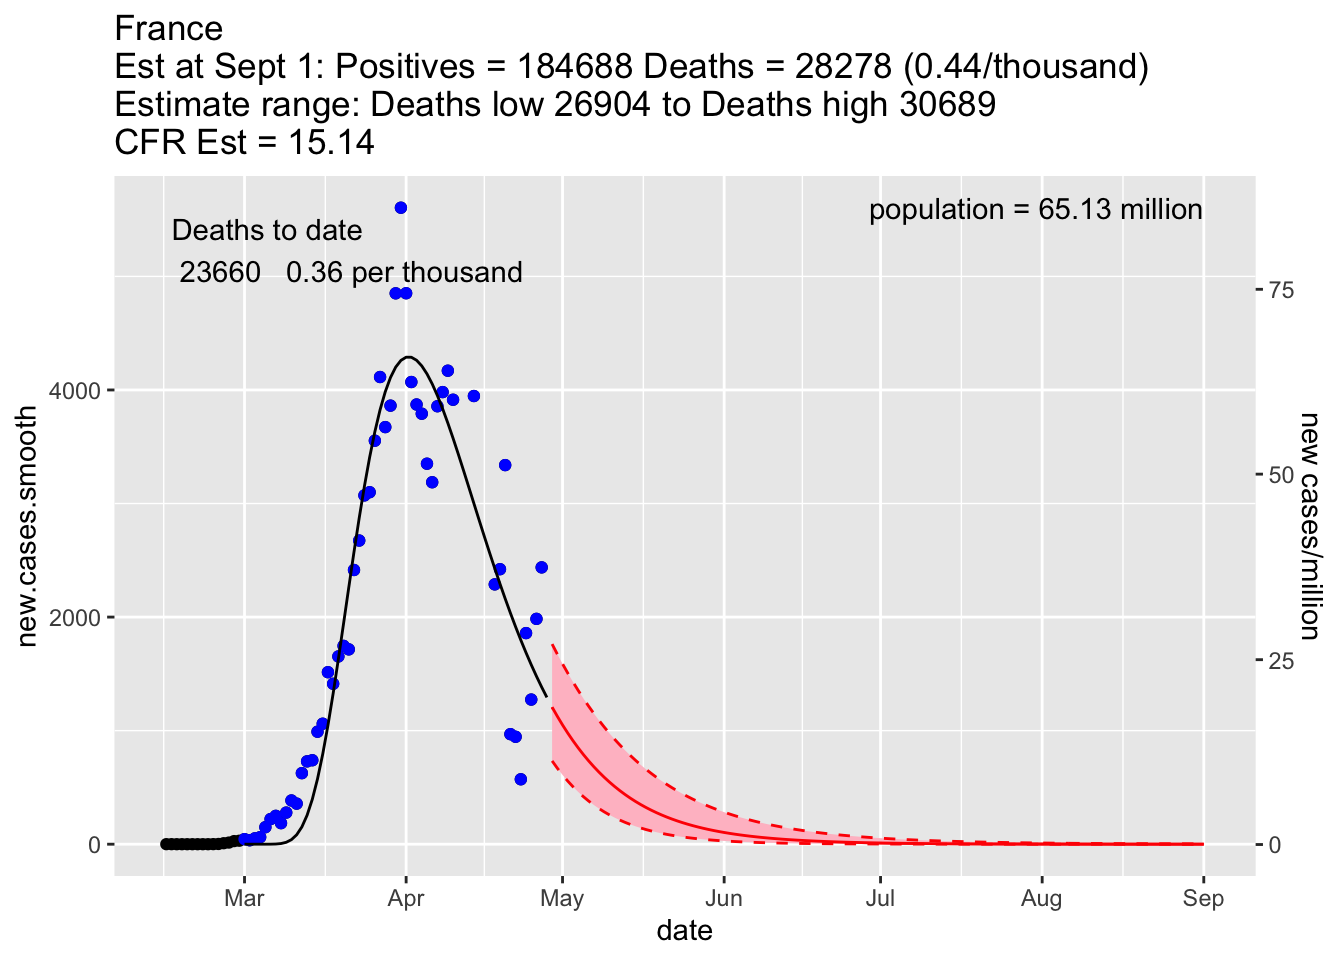 France
Est at Sept 1: Positives = 184688 Deaths = 28278 (0.44/thousand)
Estimate range: Deaths low 26904 to Deaths high 30689
CFR Est = 15.14
population = 65.13 million
Deaths to date
23660 0.36 per thousand
new.cases.smooth
4000
2000
0
75
50
25
0
new cases/million
Mar Apr May Jun Jul Aug Sep
date